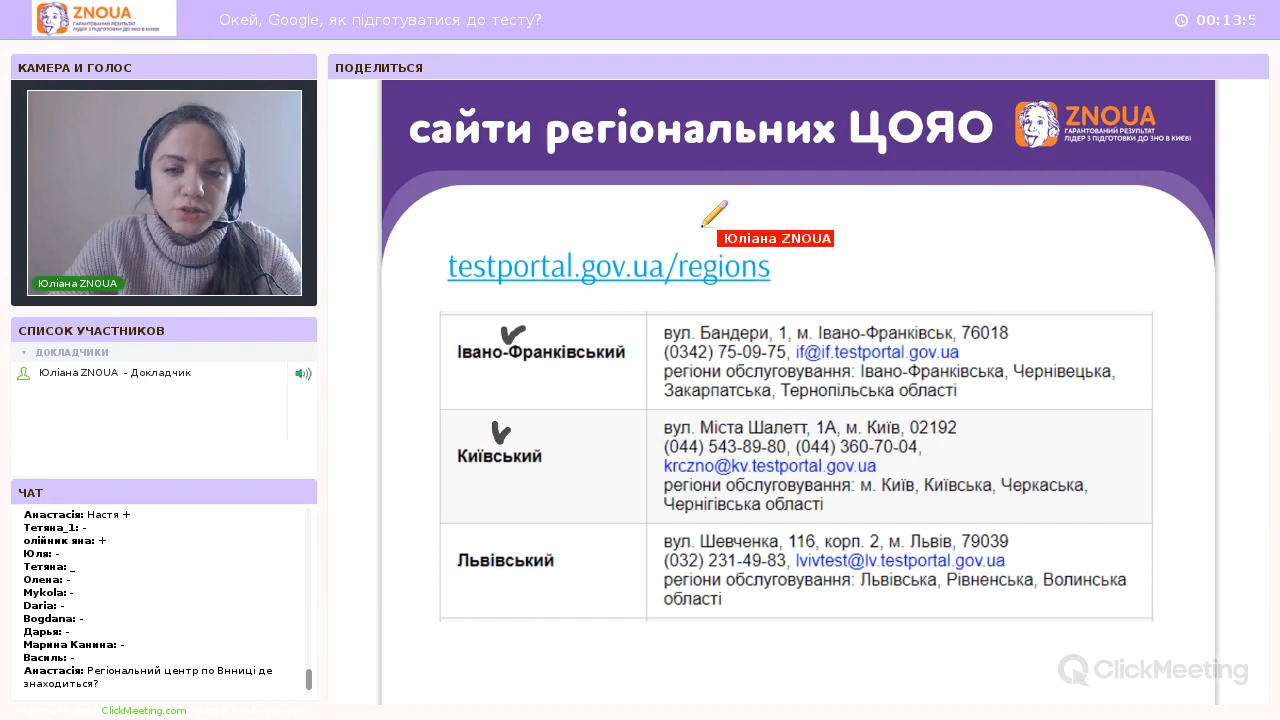 ZNOUA
ГАРАНТОВАНИЙ РЕЗУЛЬТАТ
ЛІДЕР З ПІДГОТОВКИ ДО ЗНО В КИЄВІ
Окей, Google, як підготуватися до тесту?
00:13:5
КАМЕРА И ГОЛОС
Юліана ZNOUA
СПИСОК УЧАСТНИКОВ
ДОКЛАДЧИКИ
Юліана ZNOUA - Докладчик
ЧАТ
Анастасія: Настя +
Тетяна_1: -
олійник яна: +
Юля: -
Тетяна: _
Олена: -
Mykola: -
Daria: -
Bogdana: -
Дарья: -
Марина Канина: -
Василь: -
Анастасія: Регіональний центр по Внниці де
знаходиться?
ClickMeeting.com
ПОДЕЛИТЬСЯ
сайти регіональних ЦОЯО
ZNOUA
ГАРАНТОВАНИЙ РЕЗУЛЬТАТ
ЛІДЕР З ПІДГОТОВКИ ДО ЗНО В КИЄВІ
Юліана ZNOUA
testportal.gov.ua/regions
Івано-Франківський
вул. Бандери, 1, м. Івано-Франківськ, 76018
(0342) 75-09-75, if@if.testportal.gov.ua
регіони обслуговування: Івано-Франківська, Чернівецька,
Закарпатська, Тернопільська області
Київський
вул. Міста Шалетт, 1А, м. Київ, 02192
(044) 543-89-80, (044) 360-70-04,
krczno@kv.testportal.gov.ua
регіони обслуговування: м. Київ, Київська, Черкаська,
Чернігівська області
Львівський
вул. Шевченка, 116, корп. 2, м. Львів, 79039
(032) 231-49-83, lvivtest@lv.testportal.gov.ua
регіони обслуговування: Львівська, Рівненська, Волинська
області
ClickMeeting